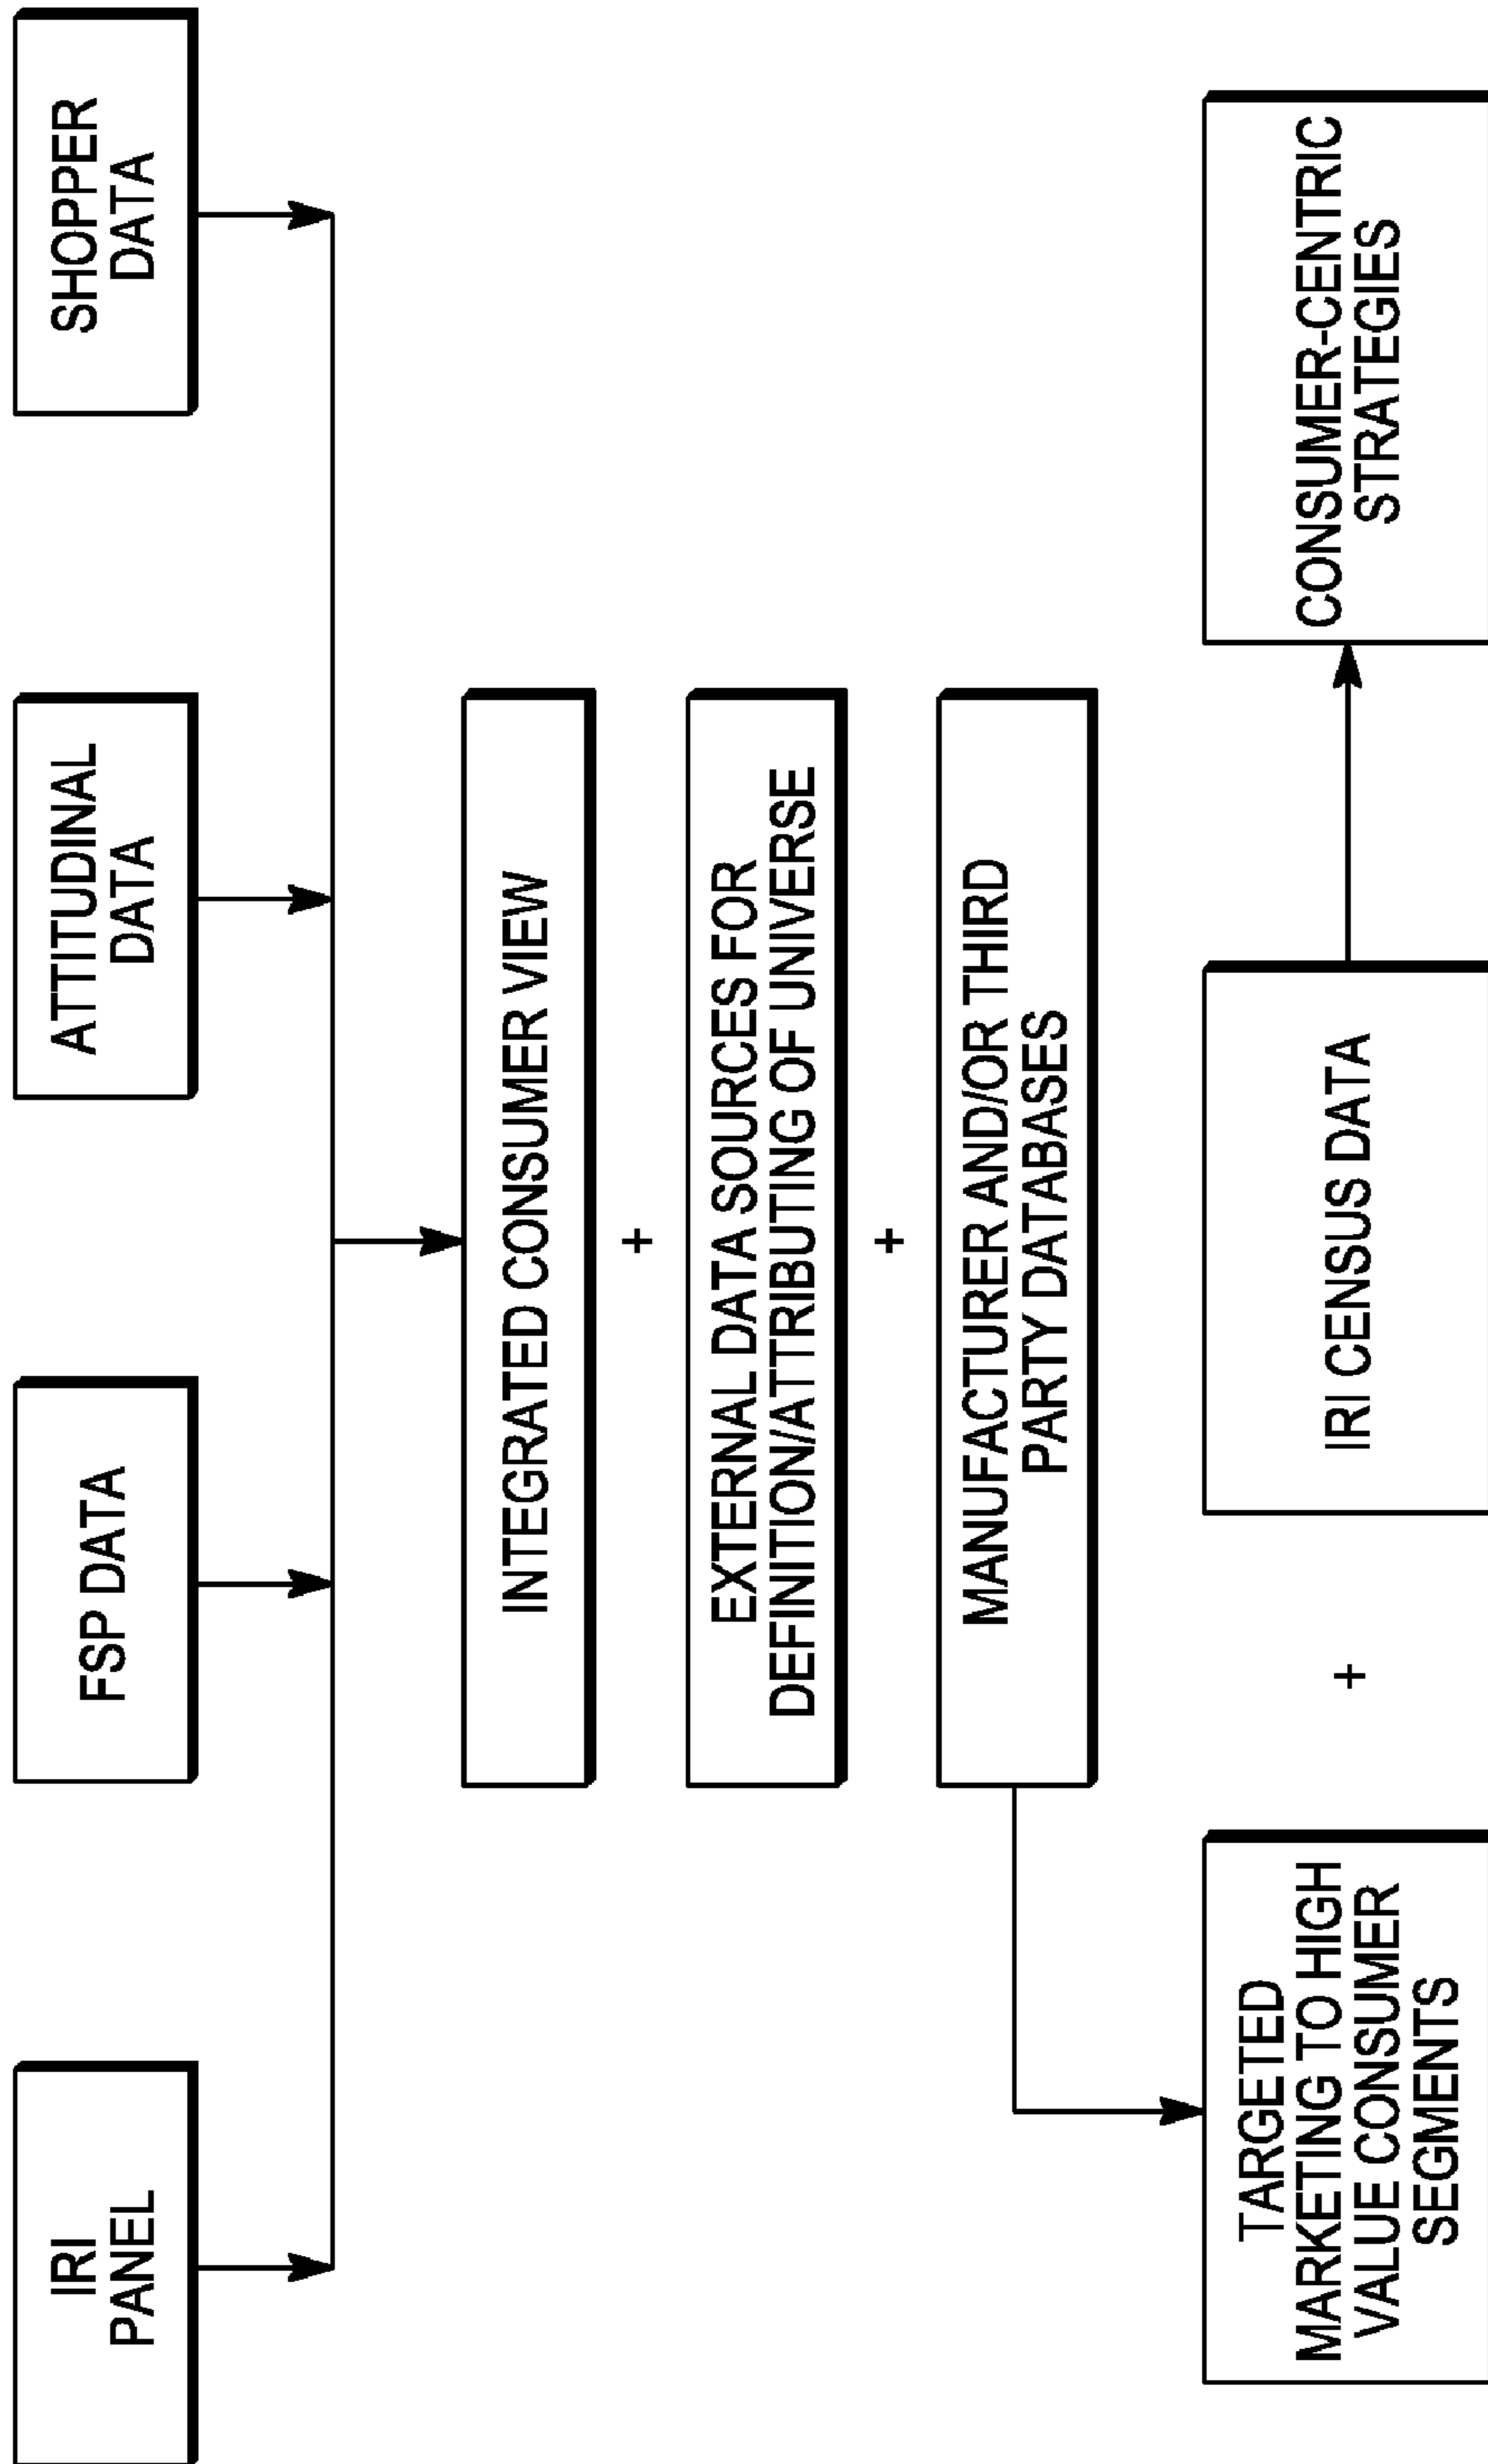 IRI
PANEL
FSP DATA
ATTITUDINAL
DATA
SHOPPER
DATA
INTEGRATED CONSUMER VIEW
+
EXTERNAL DATA SOURCES FOR
DEFINITION/ATTRIBUTING OF UNIVERSE
+
MANUFACTURER AND/OR THIRD
PARTY DATABASES
TARGETED
MARKETING TO HIGH
VALUE CONSUMER
SEGMENTS
+
IRI CENSUS DATA
CONSUMER-CENTRIC
STRATEGIES